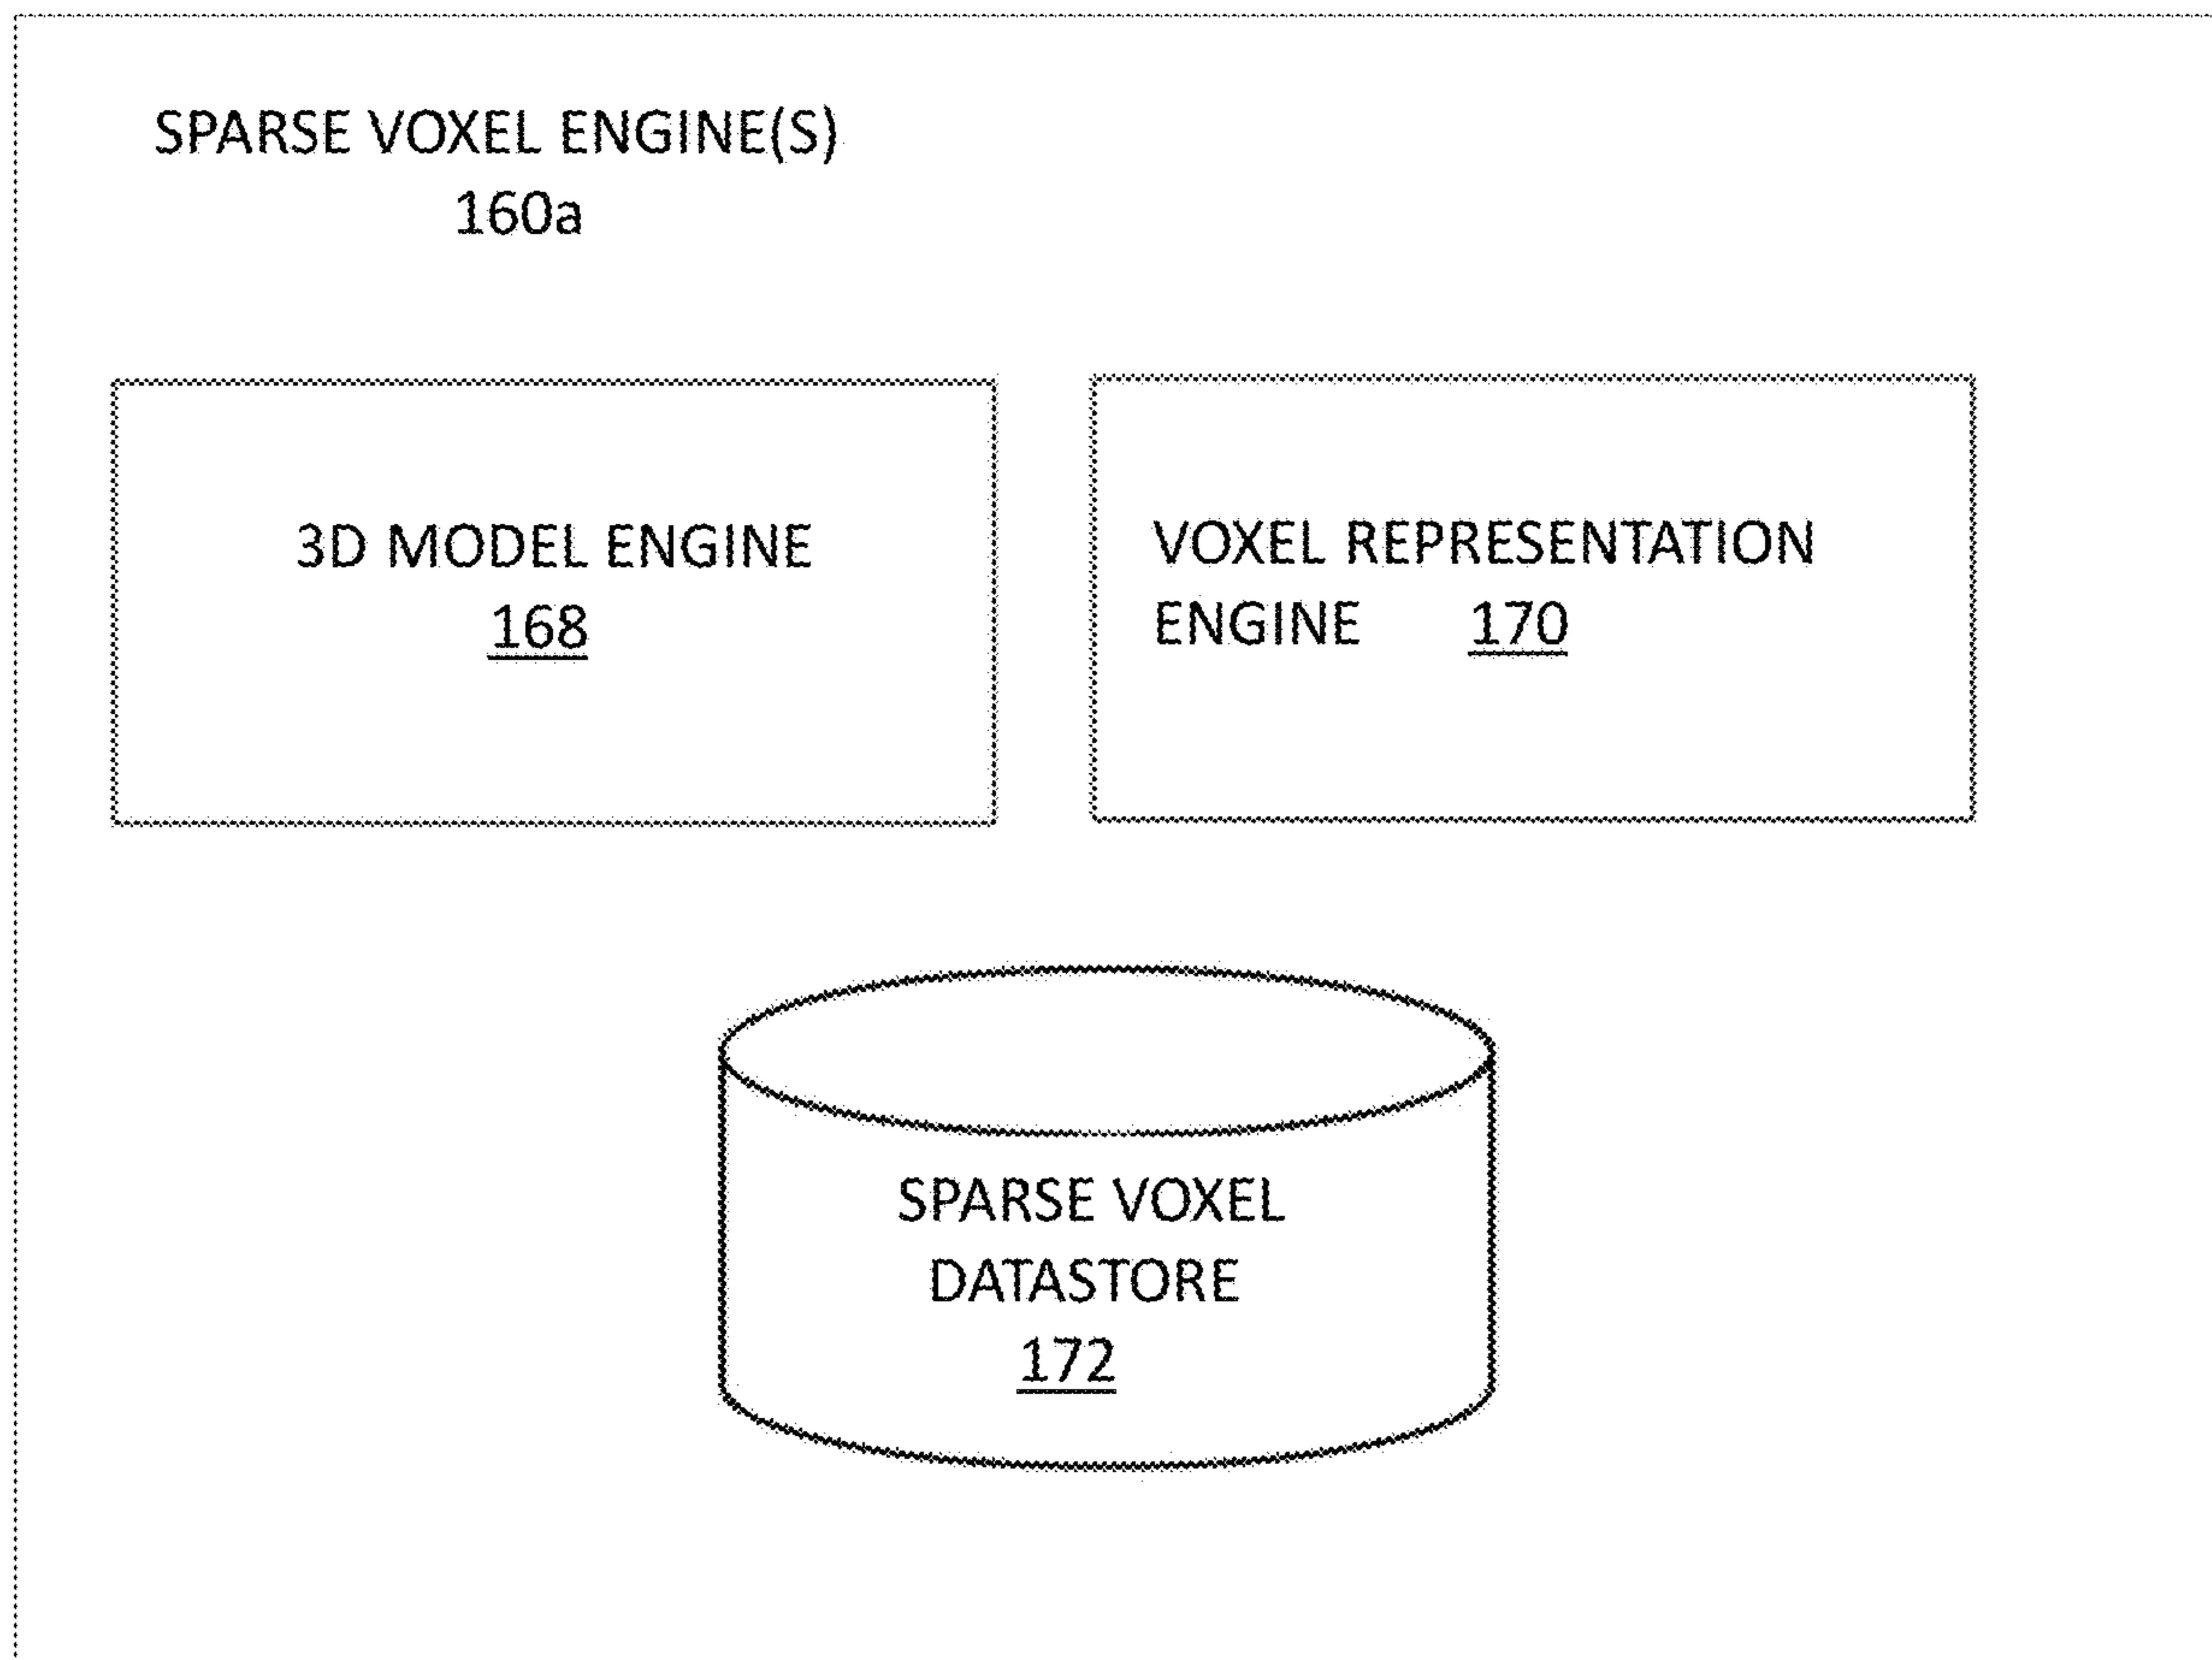 SPARSE VOXEL ENGINE(S)
160a
3D MODEL ENGINE
168
VOXEL REPRESENTATION
ENGINE 170
SPARSE VOXEL
DATASTORE
172